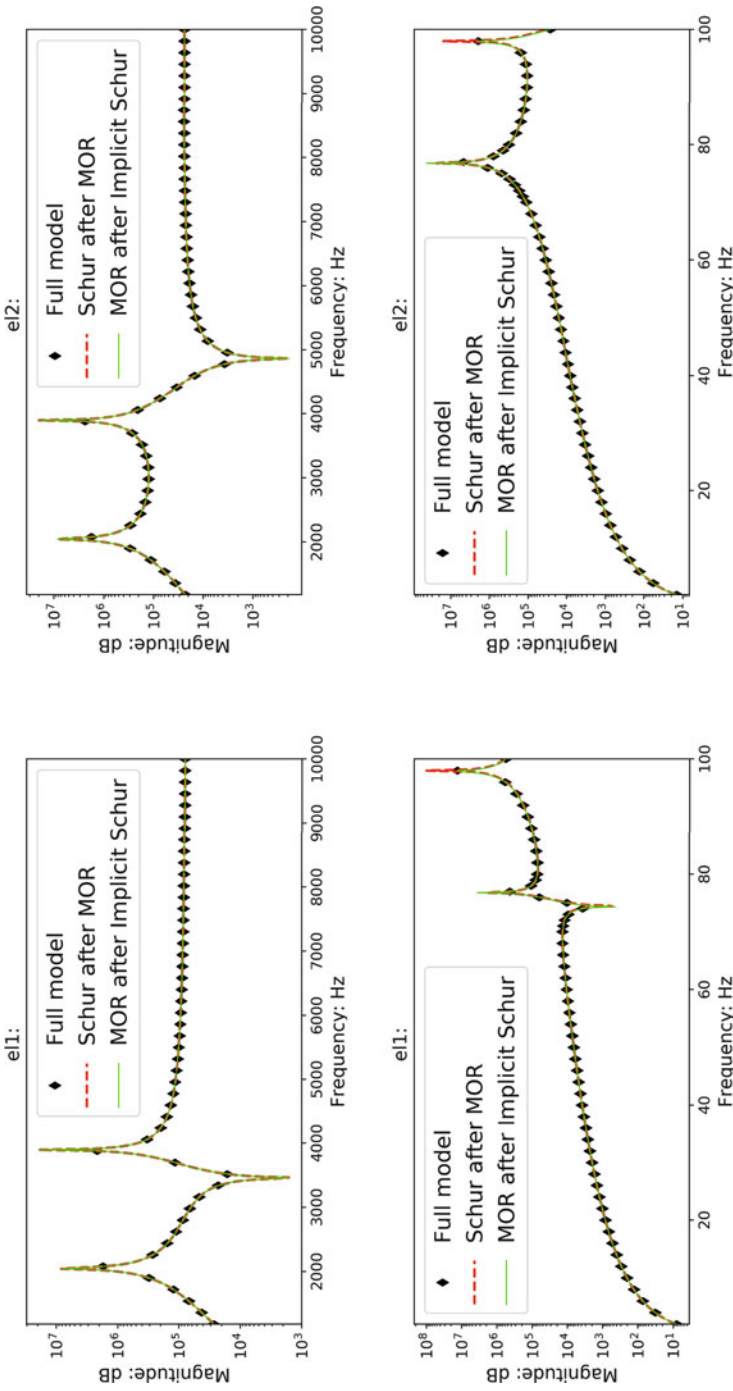 el1:
Magnitude: dB
10⁷
10⁶
10⁵
10⁴
10³
Full model
Schur after MOR
MOR after Implicit Schur
2000
3000
4000
5000
6000
7000
8000
9000
10000
Frequency: Hz
el2:
Magnitude: dB
10⁷
10⁶
10⁵
10⁴
10³
Full model
Schur after MOR
MOR after Implicit Schur
2000
3000
4000
5000
6000
7000
8000
9000
10000
Frequency: Hz
el1:
Magnitude: dB
10⁸
10⁷
10⁶
10⁵
10⁴
10³
10²
10¹
Full model
Schur after MOR
MOR after Implicit Schur
20
40
60
80
100
Frequency: Hz
el2:
Magnitude: dB
10⁷
10⁶
10⁵
10⁴
10³
10²
10¹
Full model
Schur after MOR
MOR after Implicit Schur
20
40
60
80
100
Frequency: Hz